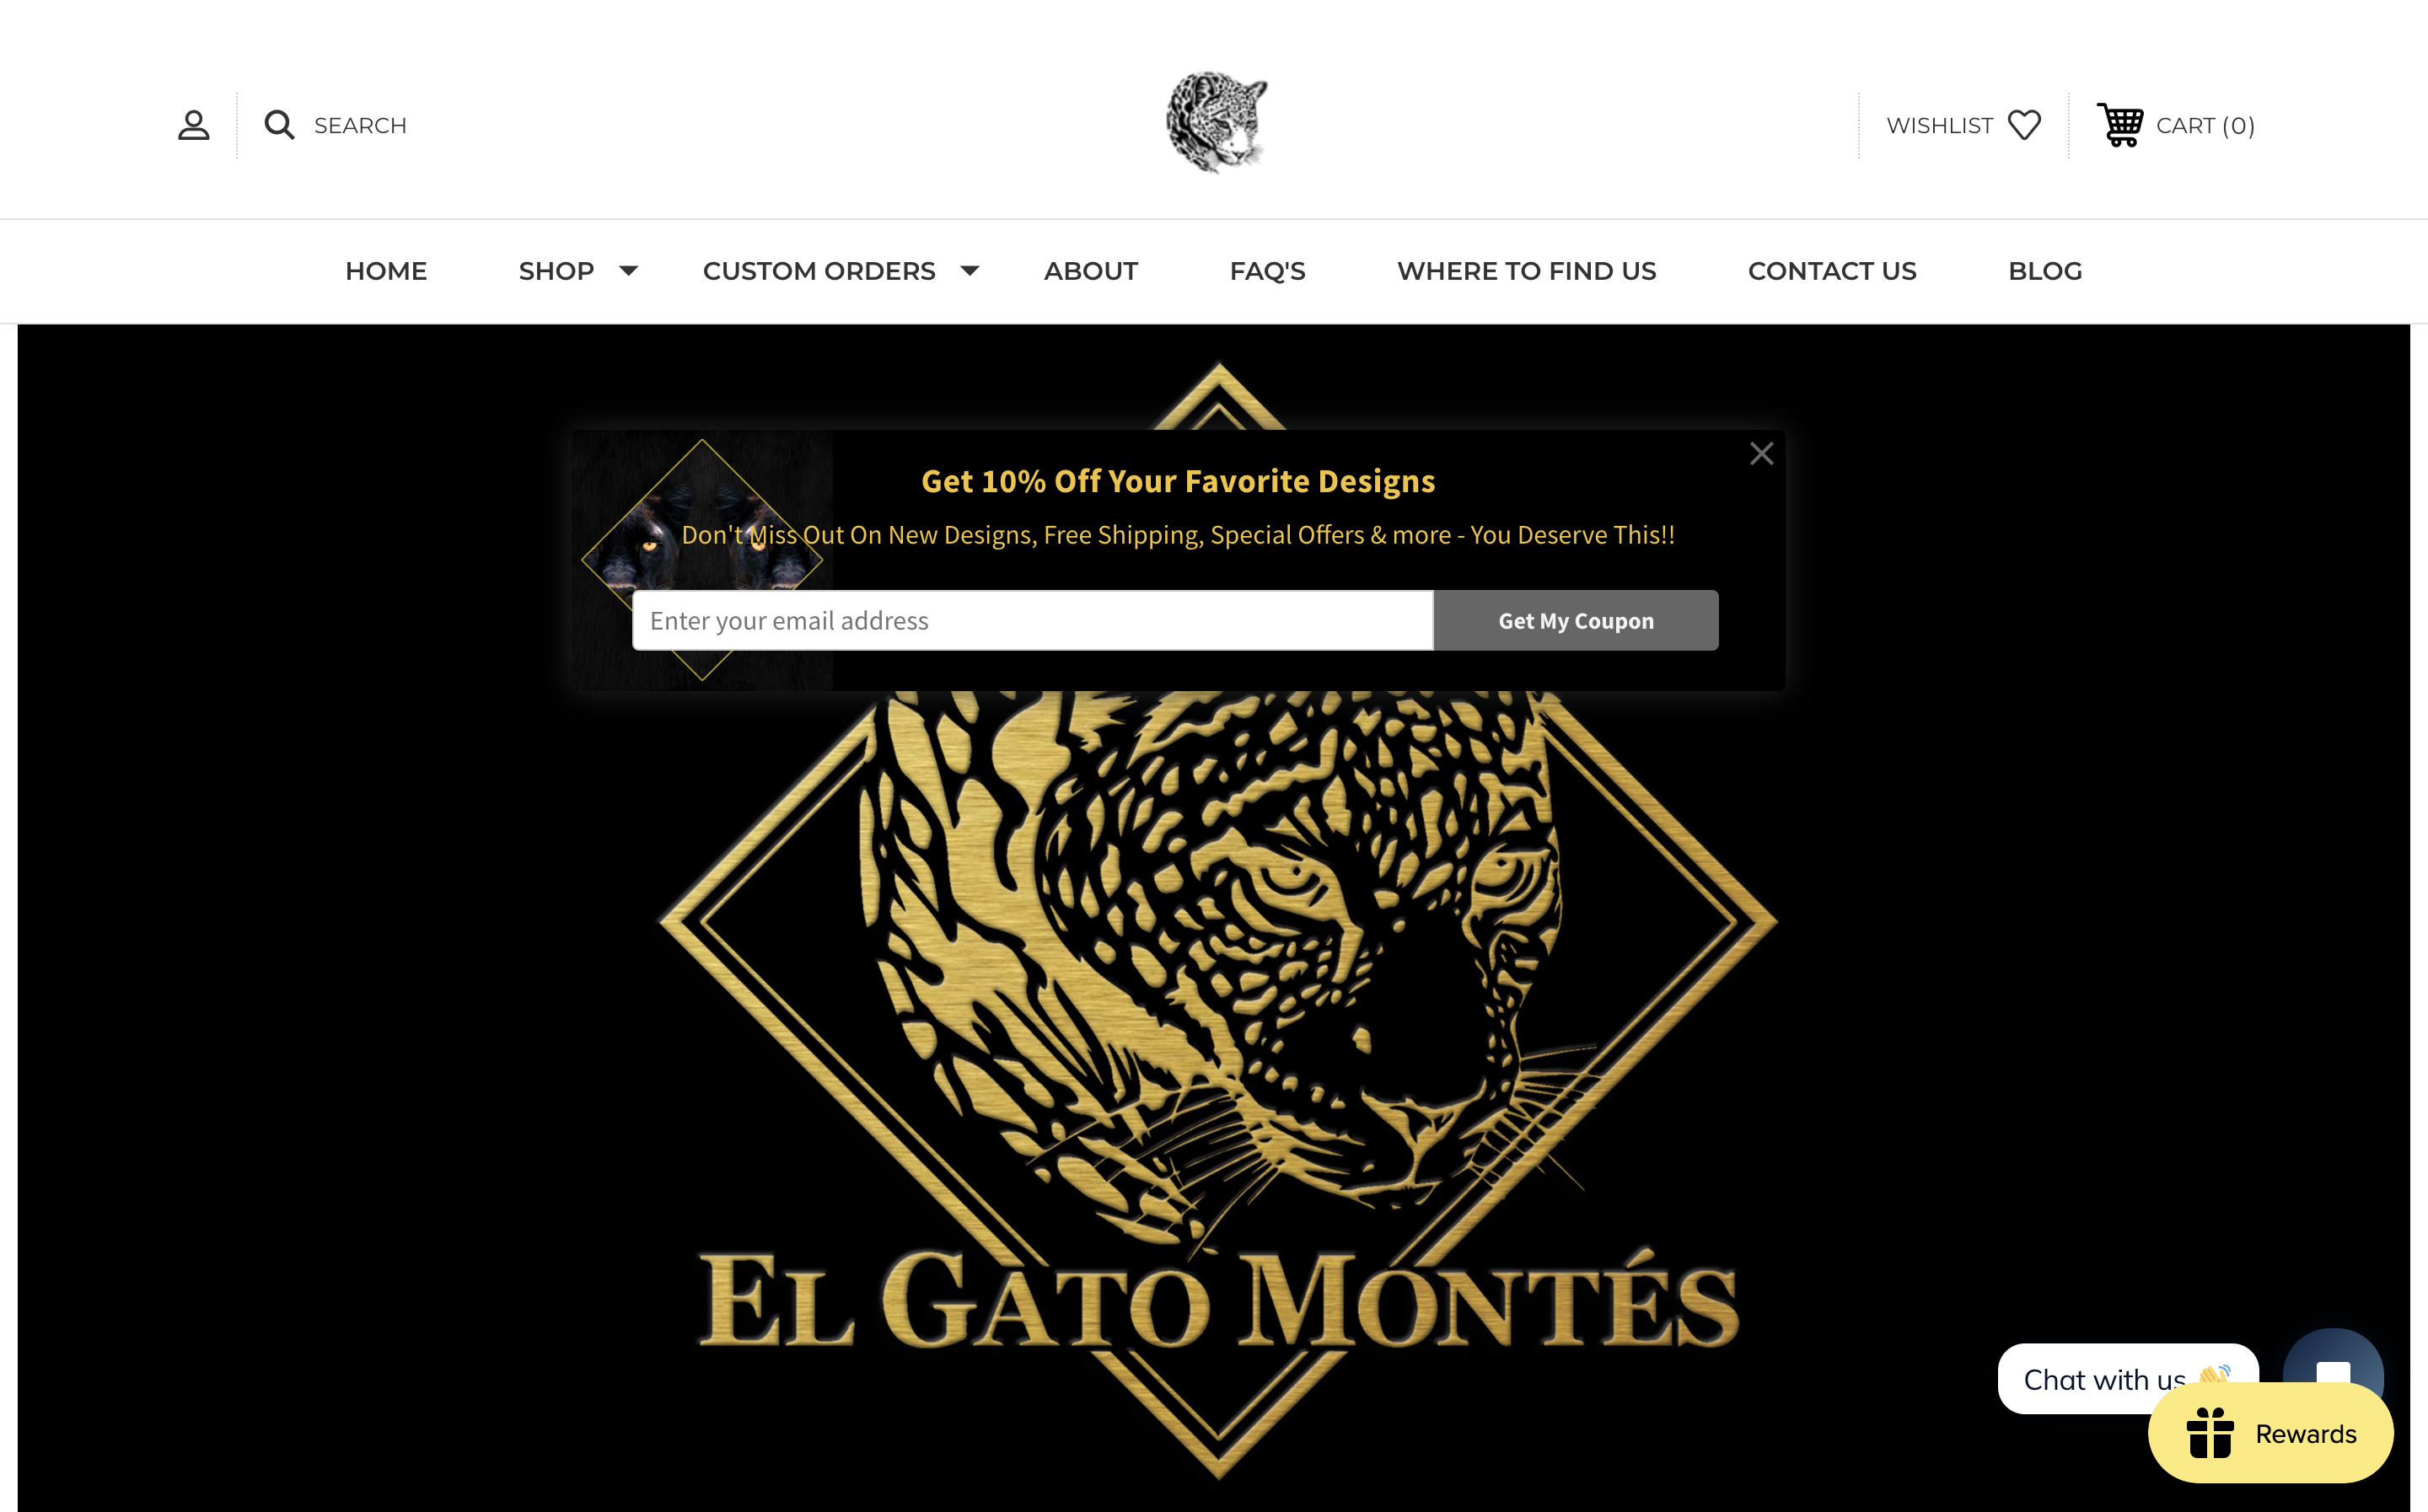 SEARCH
WISHLIST
CART (0)
HOME
SHOP
CUSTOM ORDERS
ABOUT
FAQ'S
WHERE TO FIND US
CONTACT US
BLOG
Get 10% Off Your Favorite Designs
Don't Miss Out On New Designs, Free Shipping, Special Offers & more - You Deserve This!!
Enter your email address
Get My Coupon
EL GATO MONTÉS
Chat with us 👋
Rewards